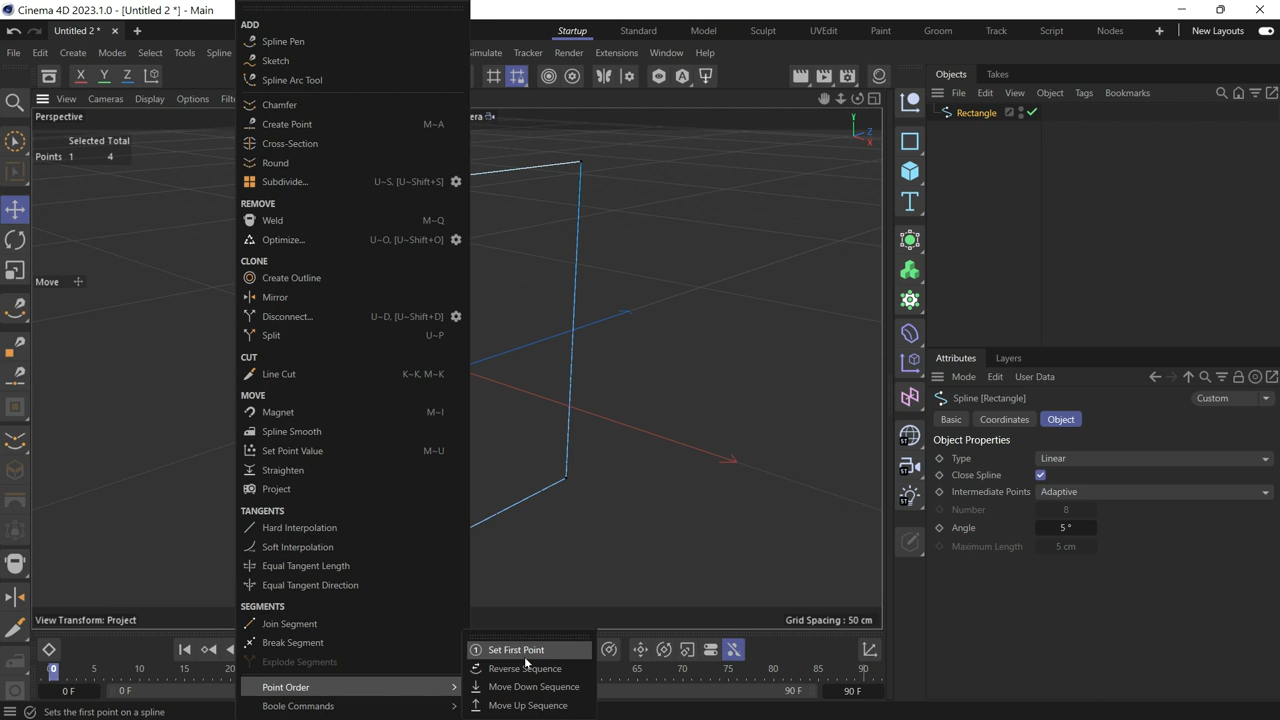 Cinema 4D 2023.1.0 - [Untitled 2 *] - Main
Untitled 2 *
Startup Standard Model Sculpt UVEdit Paint Groom Track Script Nodes New Layouts
File Edit Create Modes Select Tools Spline
imulate Tracker Render Extensions Window Help
X Y Z
View Cameras Display Options Filt
Perspective
era
Selected Total
Points 1 4
Move
Y
Z
X
ADD
Spline Pen
Sketch
Spline Arc Tool
Chamfer
Create Point M~A
Cross-Section
Round
Subdivide... U~S, [U~Shift+S]
REMOVE
Weld M~Q
Optimize... U~O, [U~Shift+O]
CLONE
Create Outline
Mirror
Disconnect... U~D, [U~Shift+D]
Split U~P
CUT
Line Cut K~K, M~K
MOVE
Magnet M~I
Spline Smooth
Set Point Value M~U
Straighten
Project
TANGENTS
Hard Interpolation
Soft Interpolation
Equal Tangent Length
Equal Tangent Direction
SEGMENTS
Join Segment
Break Segment
Explode Segments
Point Order
Boole Commands
Set First Point
Reverse Sequence
Move Down Sequence
Move Up Sequence
Objects Takes
File Edit View Object Tags Bookmarks
Rectangle
Attributes Layers
Mode Edit User Data
Spline [Rectangle] Custom
Basic Coordinates Object
Object Properties
Type Linear
Close Spline
Intermediate Points Adaptive
Number 8
Angle 5 °
Maximum Length 5 cm
View Transform: Project
Grid Spacing : 50 cm
0 5 10 15 20
65 70 75 80 85 90
0 F 0 F 90 F 90 F
Sets the first point on a spline